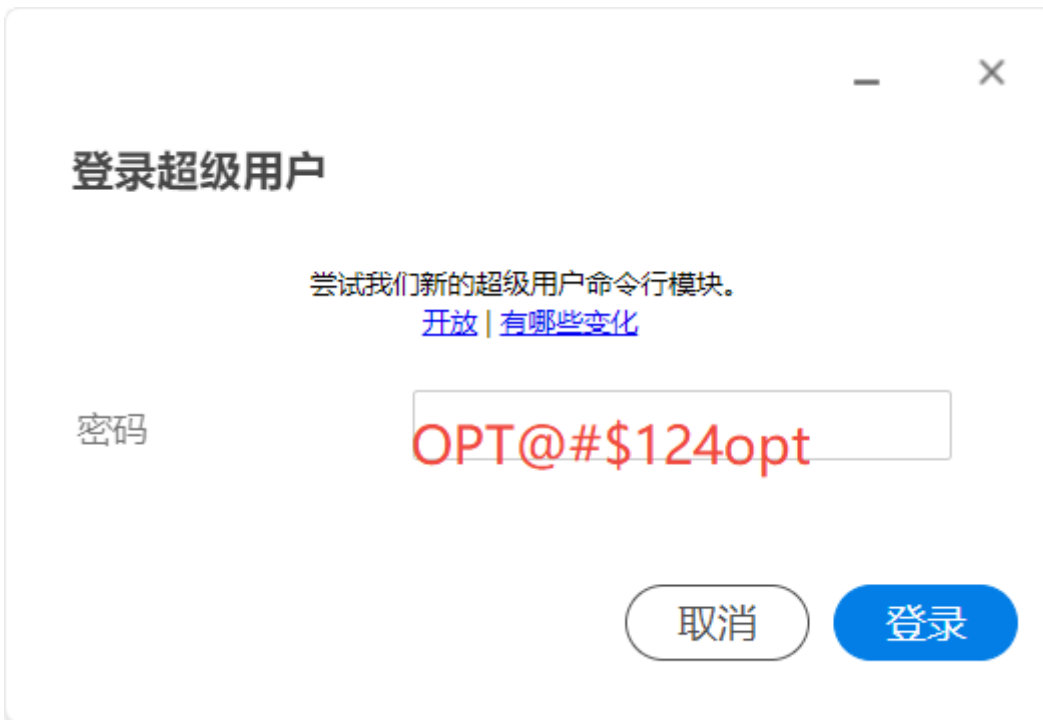 登录超级用户
尝试我们新的超级用户命令行模块。
开放 | 有哪些变化
密码
OPT@#$124opt
取消
登录